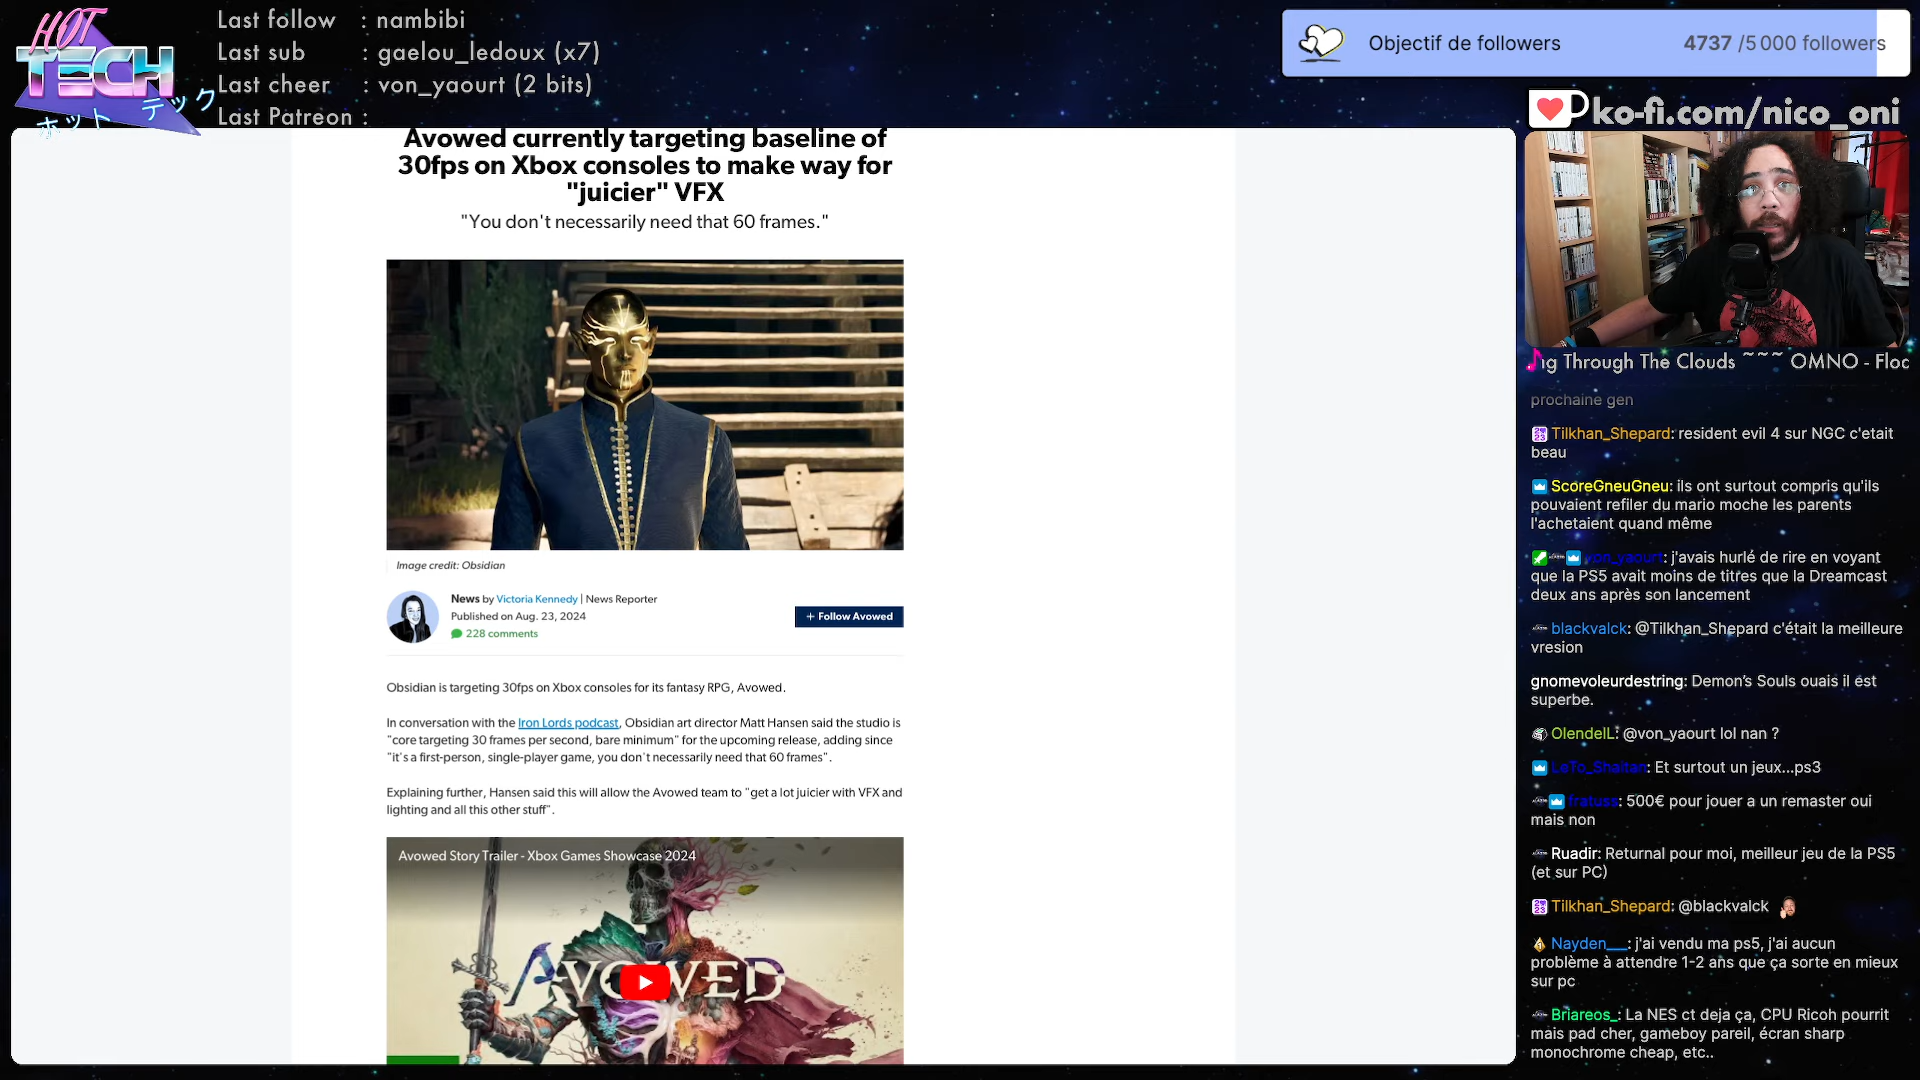 HOT
TECH
ホット テック
Last follow : nambibi
Last sub : gaelou_ledoux (x7)
Last cheer : von_yaourt (2 bits)
Last Patreon :
Objectif de followers
4737 /5 000 followers
ko-fi.com/nico_oni
Avowed currently targeting baseline of
30fps on Xbox consoles to make way for
"juicier" VFX
"You don't necessarily need that 60 frames."
Image credit: Obsidian
News by Victoria Kennedy | News Reporter
Published on Aug. 23, 2024
228 comments
+ Follow Avowed
Obsidian is targeting 30fps on Xbox consoles for its fantasy RPG, Avowed.
In conversation with the Iron Lords podcast, Obsidian art director Matt Hansen said the studio is
"core targeting 30 frames per second, bare minimum" for the upcoming release, adding since
"it's a first-person, single-player game, you don't necessarily need that 60 frames".
Explaining further, Hansen said this will allow the Avowed team to "get a lot juicier with VFX and
lighting and all this other stuff".
Avowed Story Trailer - Xbox Games Showcase 2024
AVOWED
ng Through The Clouds ~~~ OMNO - Floc
prochaine gen
Tilkhan_Shepard: resident evil 4 sur NGC c'etait
beau
ScoreGneuGneu: ils ont surtout compris qu'ils
pouvaient refiler du mario moche les parents
l'achetaient quand même
von_yaourt: j'avais hurlé de rire en voyant
que la PS5 avait moins de titres que la Dreamcast
deux ans après son lancement
blackvalck: @Tilkhan_Shepard c'était la meilleure
vresion
gnomevoleurdestring: Demon's Souls ouais il est
superbe.
OlendelL: @von_yaourt lol nan ?
LeTo_Shaitan: Et surtout un jeux...ps3
fratuss: 500€ pour jouer a un remaster oui
mais non
Ruadir: Returnal pour moi, meilleur jeu de la PS5
(et sur PC)
Tilkhan_Shepard: @blackvalck
Nayden___: j'ai vendu ma ps5, j'ai aucun
problème à attendre 1-2 ans que ça sorte en mieux
sur pc
Briareos_: La NES ct deja ça, CPU Ricoh pourrit
mais pad cher, gameboy pareil, écran sharp
monochrome cheap, etc..